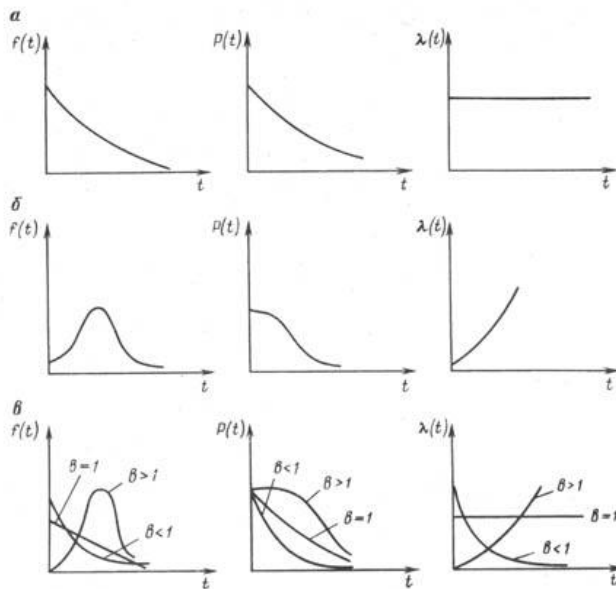 а
f(t) P(t) λ(t)
t t t
б
f(t) P(t) λ(t)
t t t
в
f(t) P(t) λ(t)
в=1 в>1 в<1 в>1 в>1
в<1 в=1 в<1 в=1
t t t